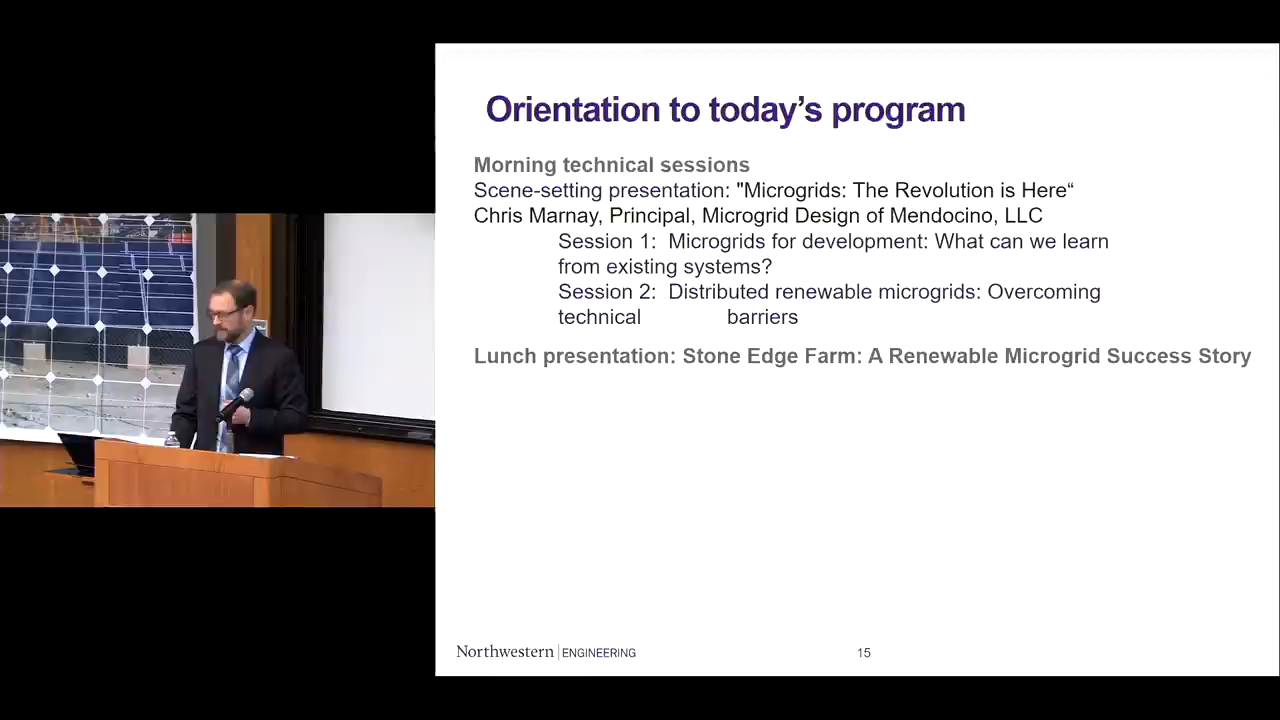 Orientation to today’s program
Morning technical sessions
Scene-setting presentation: "Microgrids: The Revolution is Here“
Chris Marnay, Principal, Microgrid Design of Mendocino, LLC
Session 1: Microgrids for development: What can we learn
from existing systems?
Session 2: Distributed renewable microgrids: Overcoming
technical barriers
Lunch presentation: Stone Edge Farm: A Renewable Microgrid Success Story
Northwestern | ENGINEERING
15